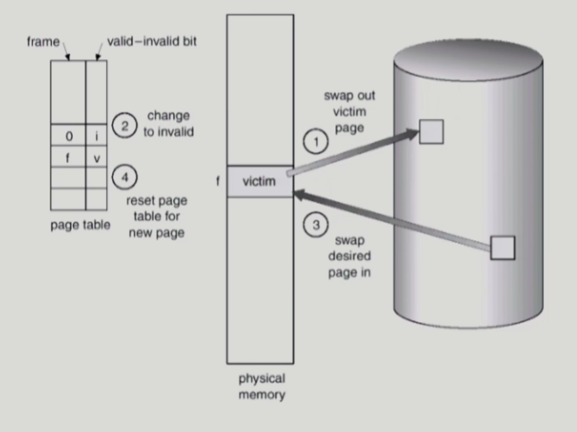 frame
valid–invalid bit
0 i
f v
2
change
to invalid
4
reset page
table for
new page
page table
f
victim
physical
memory
swap out
victim
page
1
3
swap
desired
page in